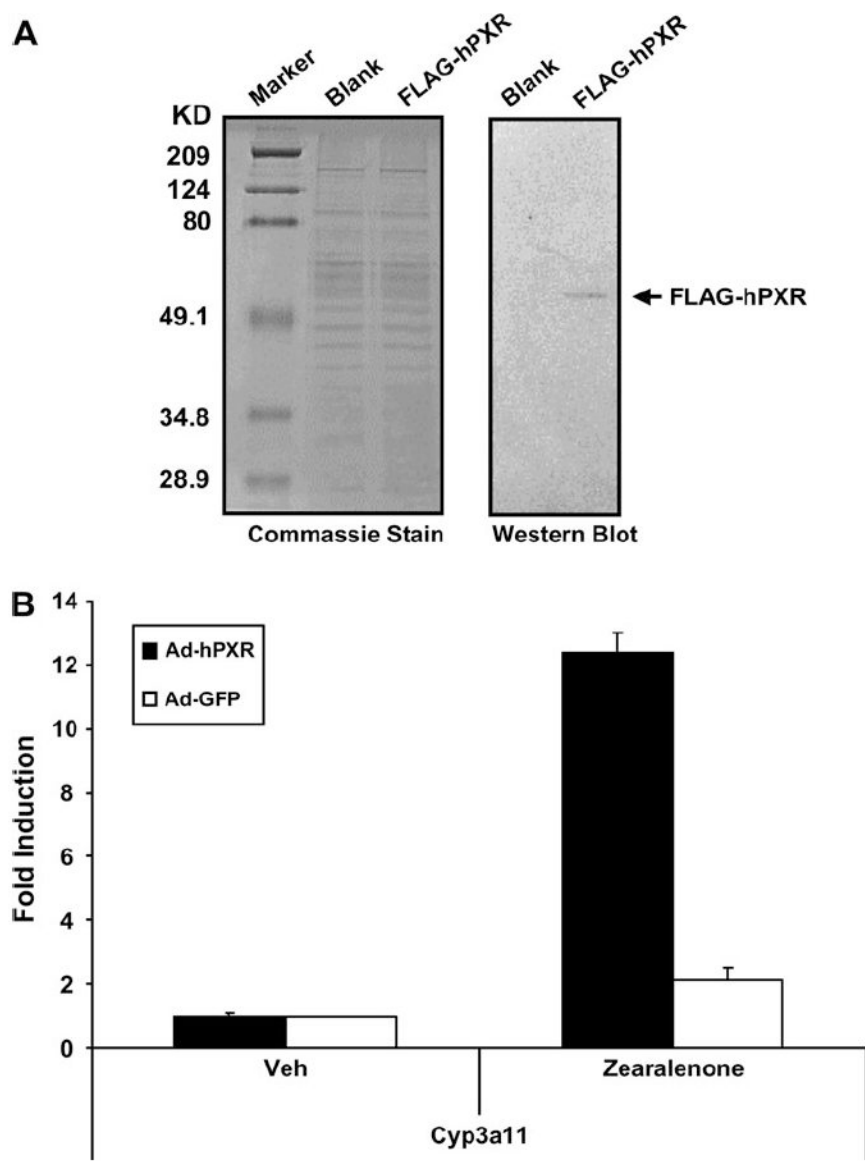 A
Marker Blank FLAG-hPXR
Blank FLAG-hPXR
KD
209
124
80
49.1
34.8
28.9
FLAG-hPXR
Commassie Stain
Western Blot
B
Fold Induction
14
12
10
8
6
4
2
0
Ad-hPXR
Ad-GFP
Veh
Zearalenone
Cyp3a11